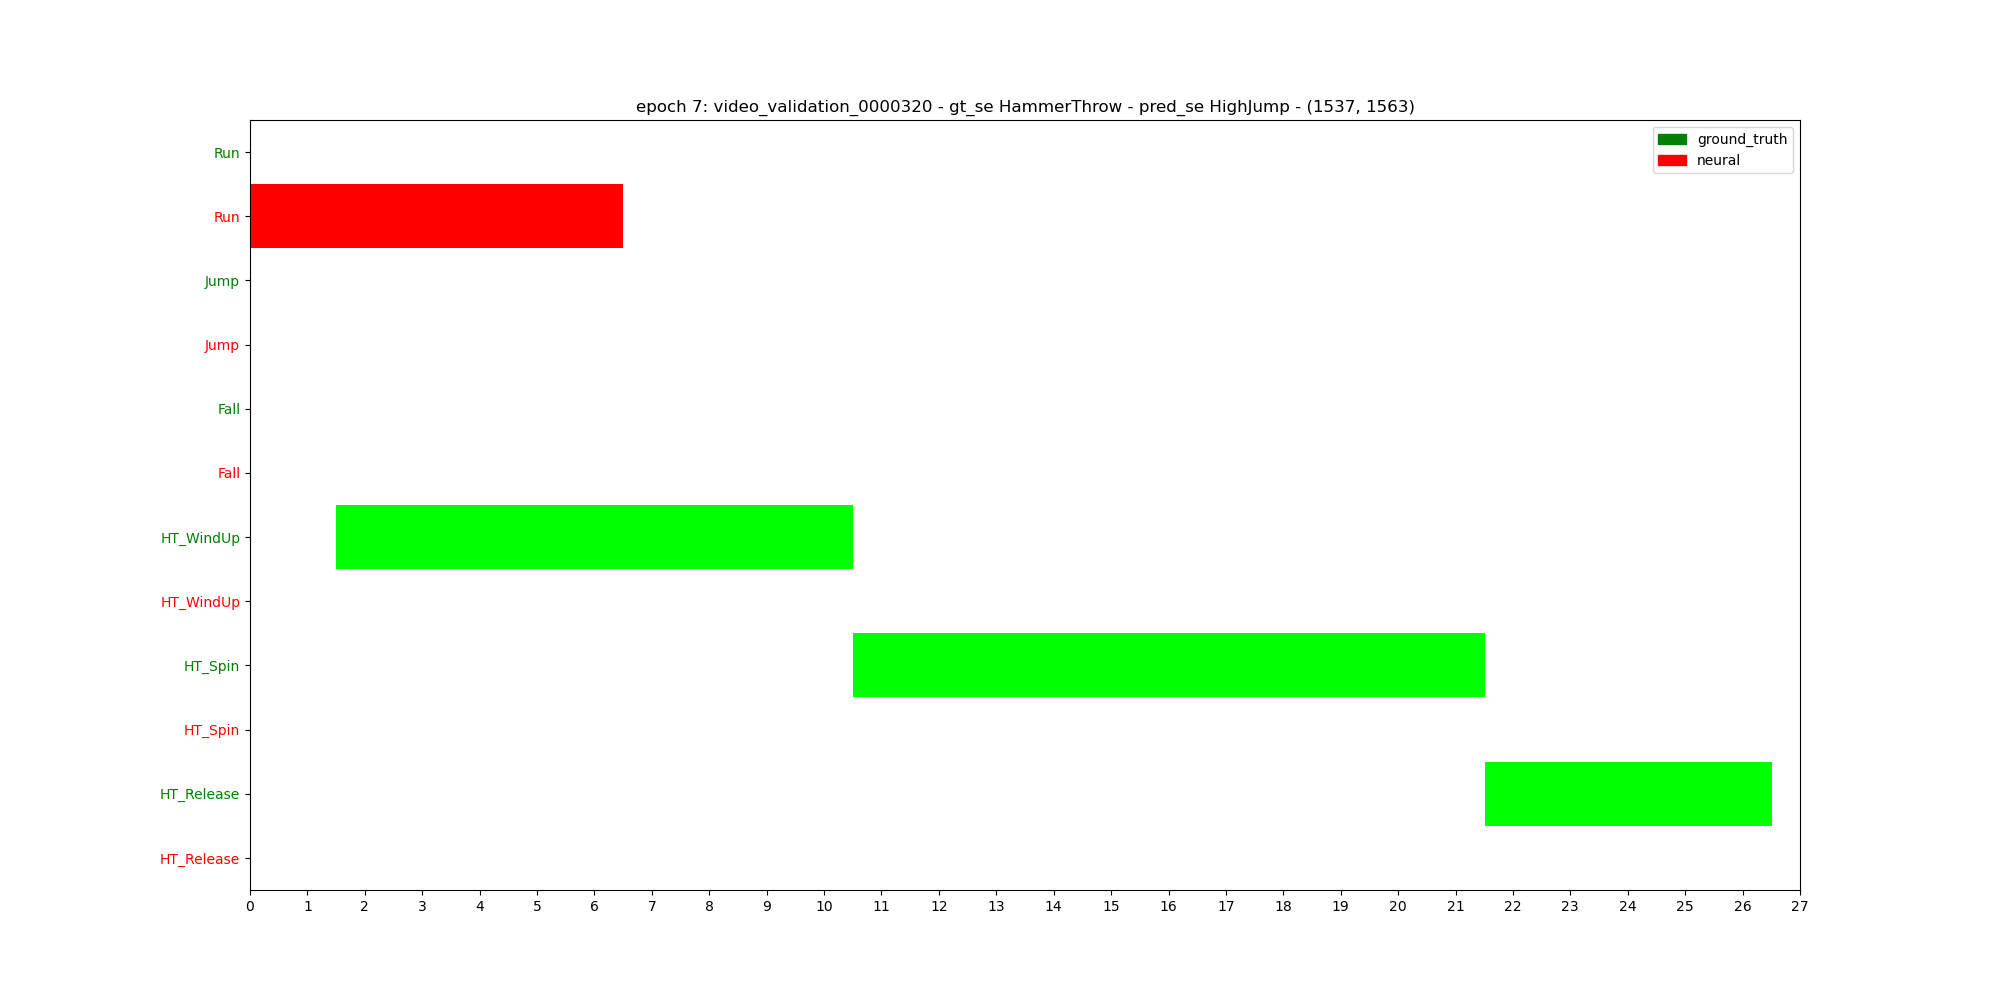 epoch 7: video_validation_0000320 - gt_se HammerThrow - pred_se HighJump - (1537, 1563)
ground_truth
neural
Run
Run
Jump
Jump
Fall
Fall
HT_WindUp
HT_WindUp
HT_Spin
HT_Spin
HT_Release
HT_Release
0 1 2 3 4 5 6 7 8 9 10 11 12 13 14 15 16 17 18 19 20 21 22 23 24 25 26 27